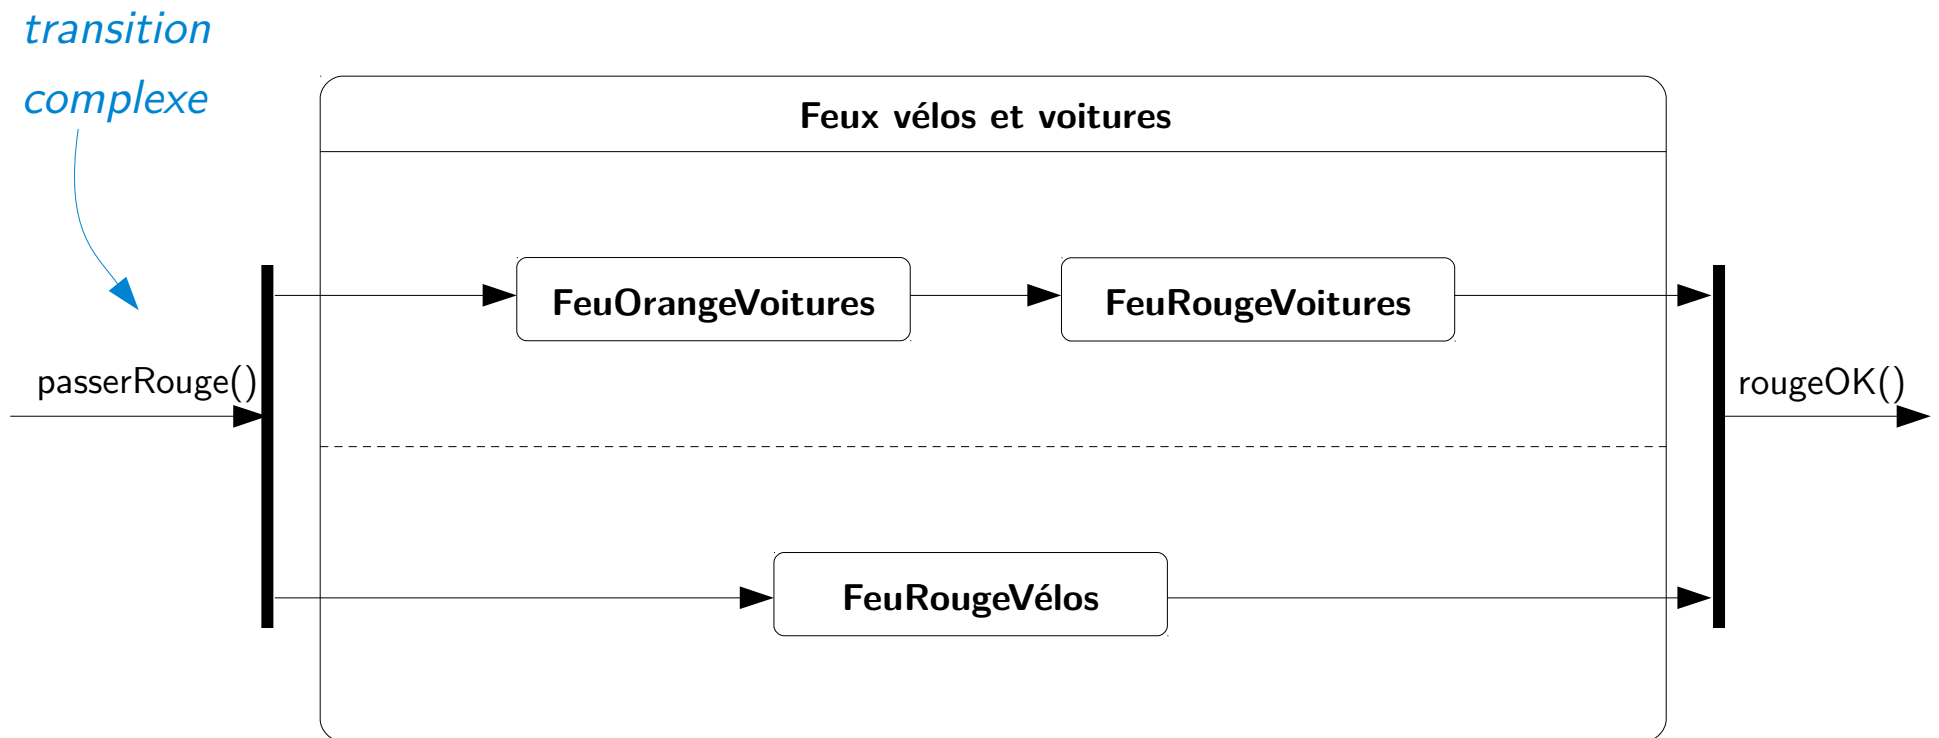 transition
complexe
Feux vélos et voitures
FeuOrangeVoitures
FeuRougeVoitures
passerRouge()
rougeOK()
FeuRougeVélos